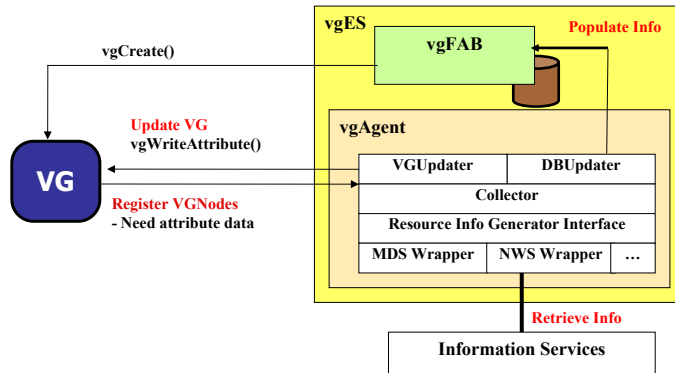 vgES
Populate Info
vgFAB
vgCreate()
vgAgent
Update VG
vgWriteAttribute()
VGUpdater
DBUpdater
VG
Collector
Register VGNodes
- Need attribute data
Resource Info Generator Interface
MDS Wrapper
NWS Wrapper
...
Retrieve Info
Information Services